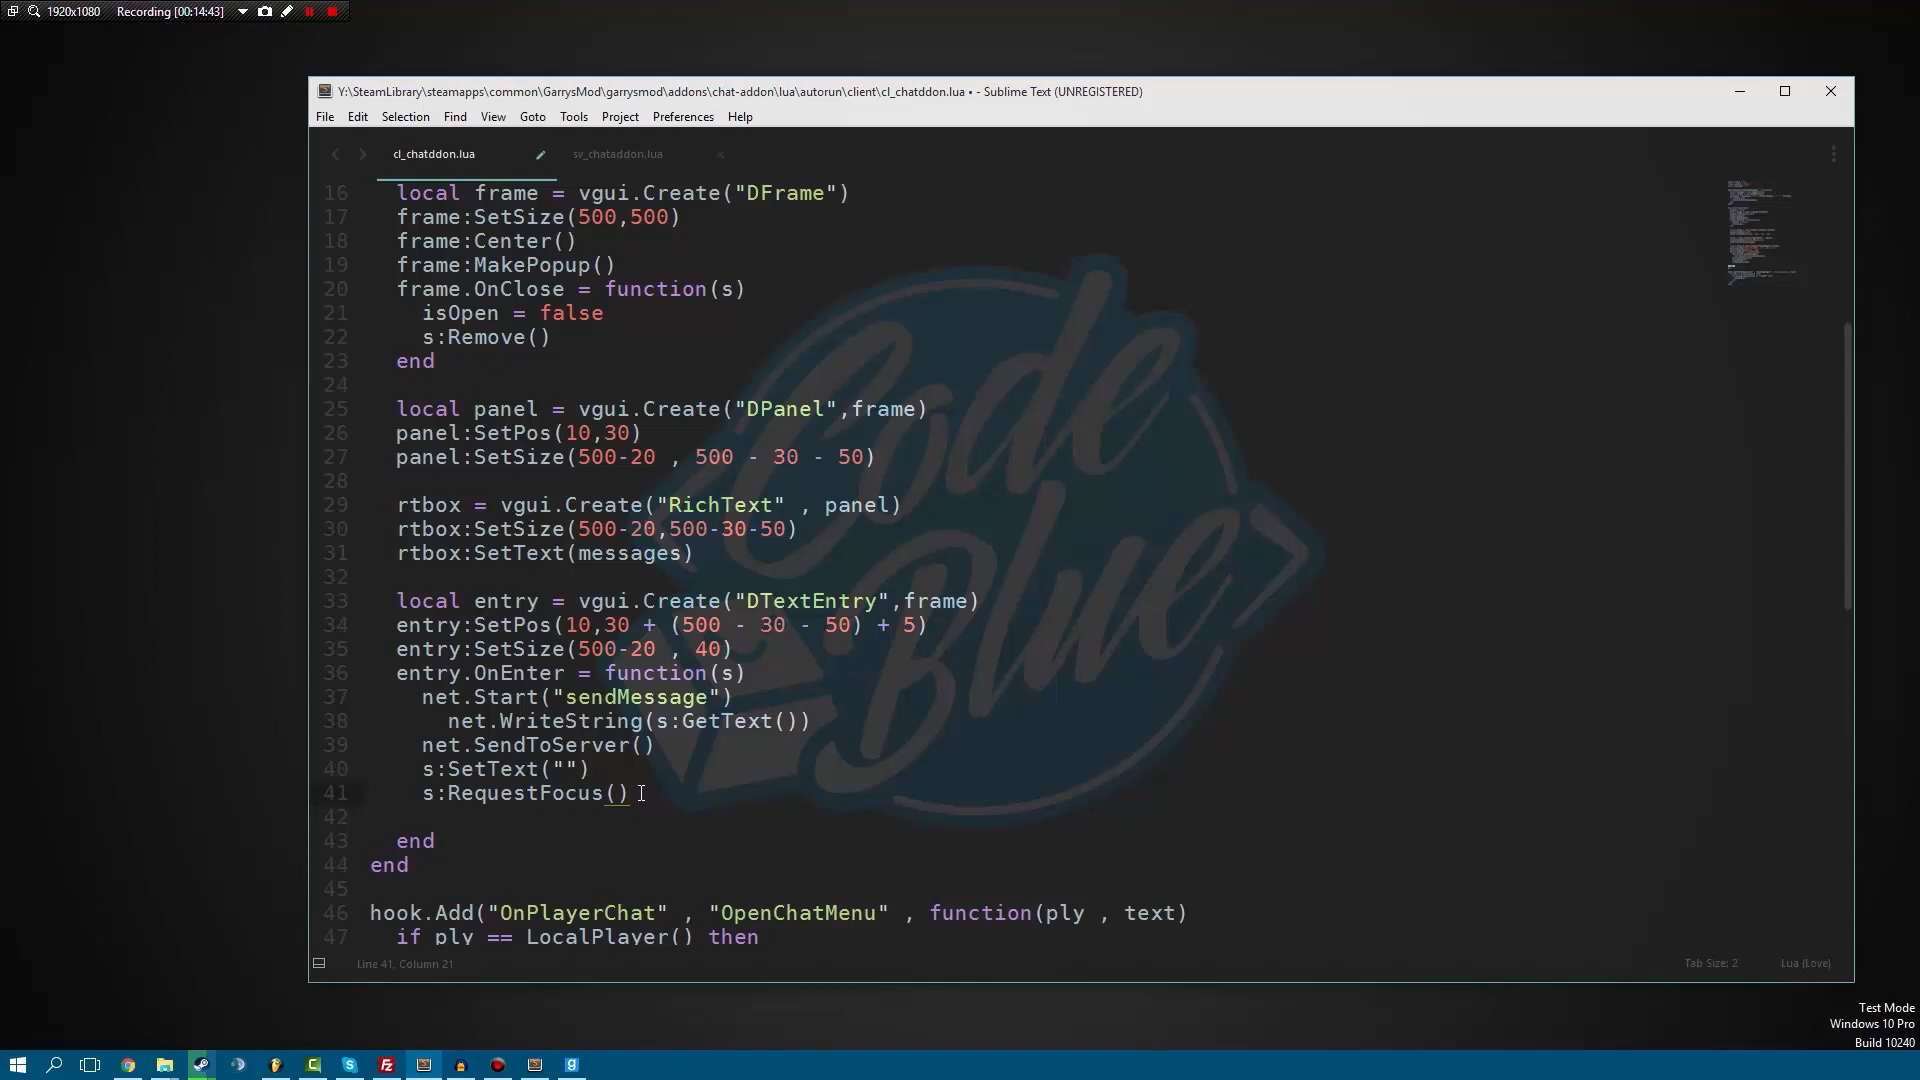 1920x1080 Recording [00:14:43]
Y:\SteamLibrary\steamapps\common\GarrysMod\garrysmod\addons\chat-addon\lua\autorun\client\cl_chatddon.lua • - Sublime Text (UNREGISTERED)
File Edit Selection Find View Goto Tools Project Preferences Help
cl_chatddon.lua sv_chataddon.lua
16 local frame = vgui.Create("DFrame")
17 frame:SetSize(500,500)
18 frame:Center()
19 frame:MakePopup()
20 frame.OnClose = function(s)
21 isOpen = false
22 s:Remove()
23 end
24
25 local panel = vgui.Create("DPanel",frame)
26 panel:SetPos(10,30)
27 panel:SetSize(500-20 , 500 - 30 - 50)
28
29 rtbox = vgui.Create("RichText" , panel)
30 rtbox:SetSize(500-20,500-30-50)
31 rtbox:SetText(messages)
32
33 local entry = vgui.Create("DTextEntry",frame)
34 entry:SetPos(10,30 + (500 - 30 - 50) + 5)
35 entry:SetSize(500-20 , 40)
36 entry.OnEnter = function(s)
37 net.Start("sendMessage")
38 net.WriteString(s:GetText())
39 net.SendToServer()
40 s:SetText("")
41 s:RequestFocus()
42
43 end
44 end
45
46 hook.Add("OnPlayerChat" , "OpenChatMenu" , function(ply , text)
47 if ply == LocalPlayer() then
Code
Blue
Line 41, Column 21 Tab Size: 2 Lua (Love)
Test Mode
Windows 10 Pro
Build 10240